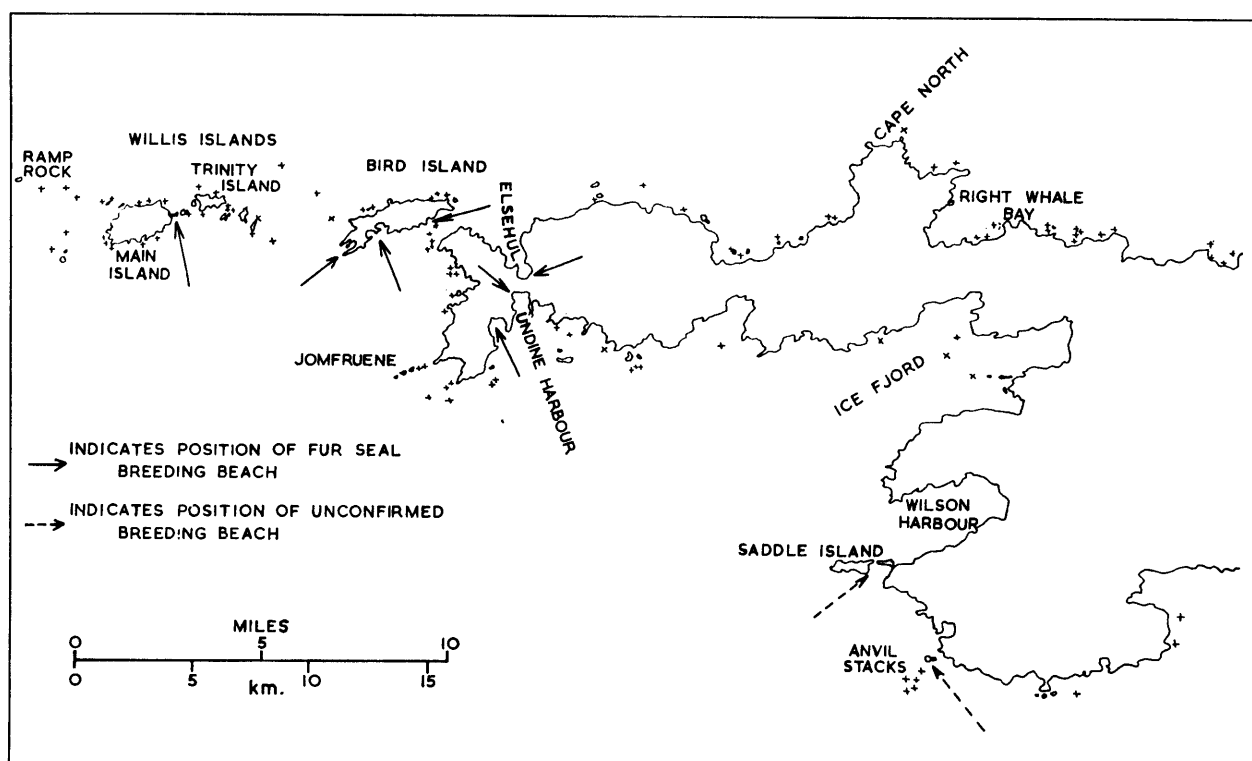 CAPE NORTH
WILLIS ISLANDS
RAMP
ROCK
TRINITY
ISLAND
BIRD ISLAND
ELSEHUL
RIGHT WHALE
BAY
MAIN
ISLAND
UNDINE HARBOUR
JOMFRUENE
ICE FJORD
INDICATES POSITION OF FUR SEAL
BREEDING BEACH
INDICATES POSITION OF UNCONFIRMED
BREEDING BEACH
WILSON
HARBOUR
SADDLE ISLAND
ANVIL
STACKS
MILES
0 5 10
0 5 10 15
km.